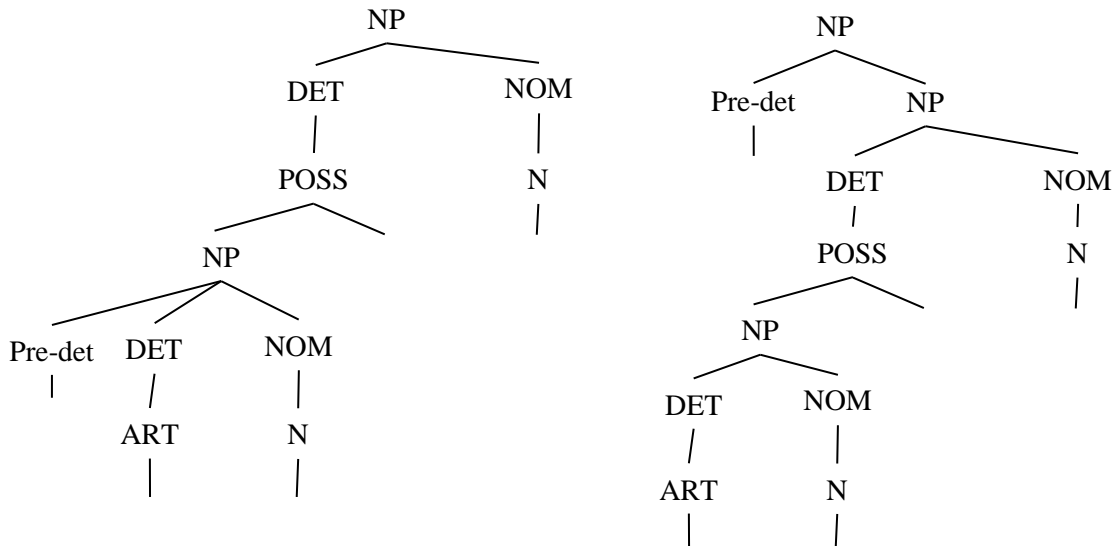 NP
DET NOM
POSS N
NP
Pre-det DET NOM
ART N
NP
Pre-det NP
DET NOM
POSS N
NP
DET NOM
ART N